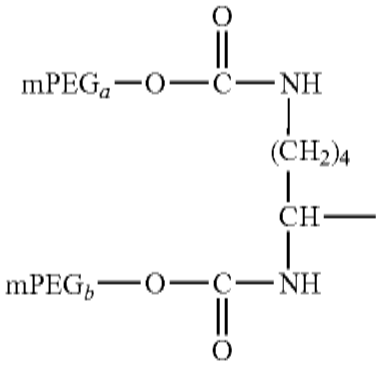 O
mPEGa—O—C—NH
(CH2)4
CH
mPEGb—O—C—NH
O